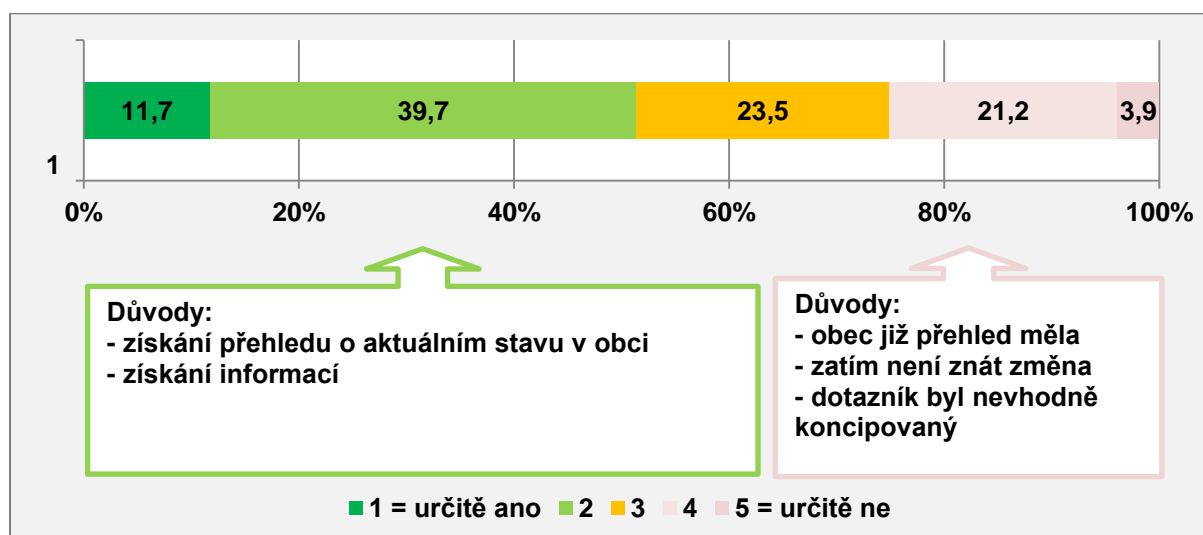 11,7 39,7 23,5 21,2 3,9
1
0% 20% 40% 60% 80% 100%
Důvody:
- získání přehledu o aktuálním stavu v obci
- získání informací
Důvody:
- obec již přehled měla
- zatím není znát změna
- dotazník byl nevhodně
koncipovaný
1 = určitě ano 2 3 4 5 = určitě ne